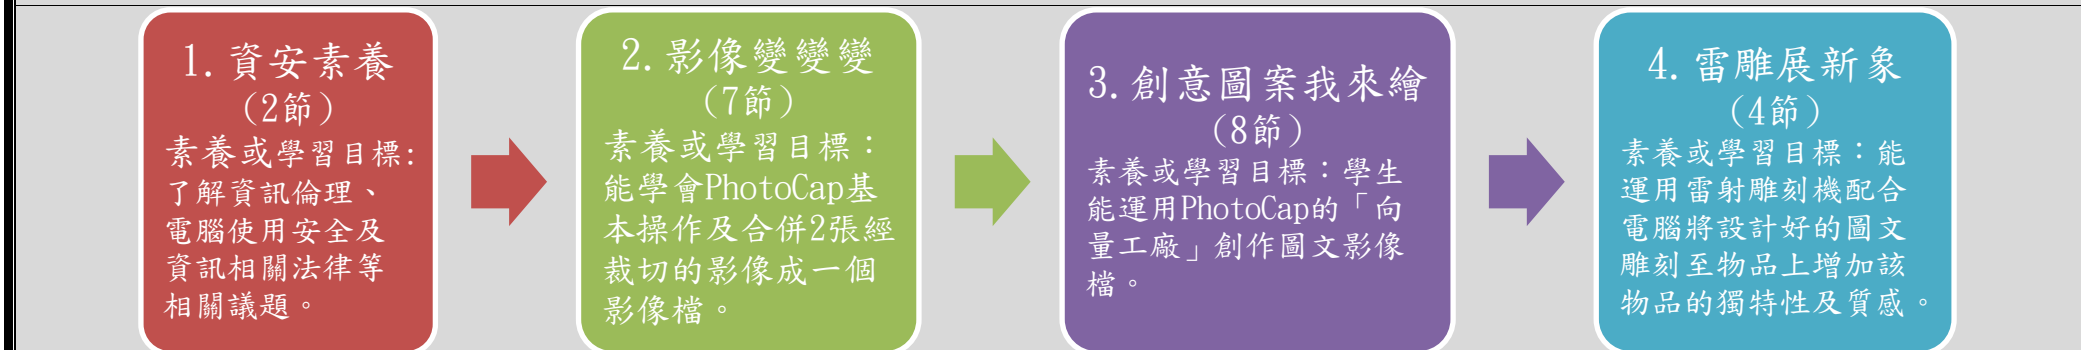 1.資安素養
(2節)
素養或學習目標:
了解資訊倫理、
電腦使用安全及
資訊相關法律等
相關議題。
2.影像變變變
(7節)
素養或學習目標：
能學會PhotoCap基
本操作及合併2張經
裁切的影像成一個
影像檔。
3.創意圖案我來繪
(8節)
素養或學習目標：學生
能運用PhotoCap的「向
量工廠」創作圖文影像
檔。
4.雷雕展新象
(4節)
素養或學習目標：能
運用雷射雕刻機配合
電腦將設計好的圖文
雕刻至物品上增加該
物品的獨特性及質感。